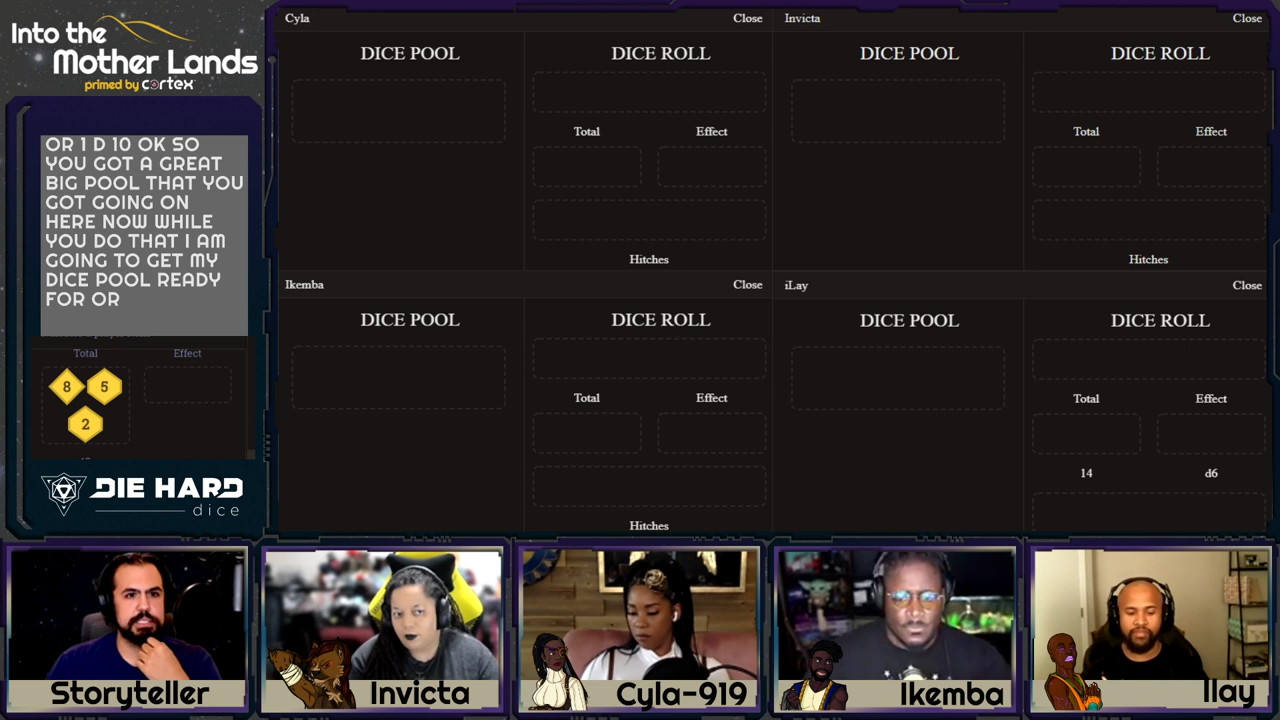 Into the
Mother Lands
primed by cortex
OR 1 D 10 OK SO
YOU GOT A GREAT
BIG POOL THAT YOU
GOT GOING ON
HERE NOW WHILE
YOU DO THAT I AM
GOING TO GET MY
DICE POOL READY
FOR OR
Total Effect
8 5
2
DIE HARD
dice
Cyla Close
DICE POOL DICE ROLL
Total Effect
Hitches
Invicta Close
DICE POOL DICE ROLL
Total Effect
Hitches
Ikemba Close
DICE POOL DICE ROLL
Total Effect
Hitches
iLay Close
DICE POOL DICE ROLL
Total Effect
14 d6
Storyteller
Invicta
Cyla-919
Ikemba
Ilay